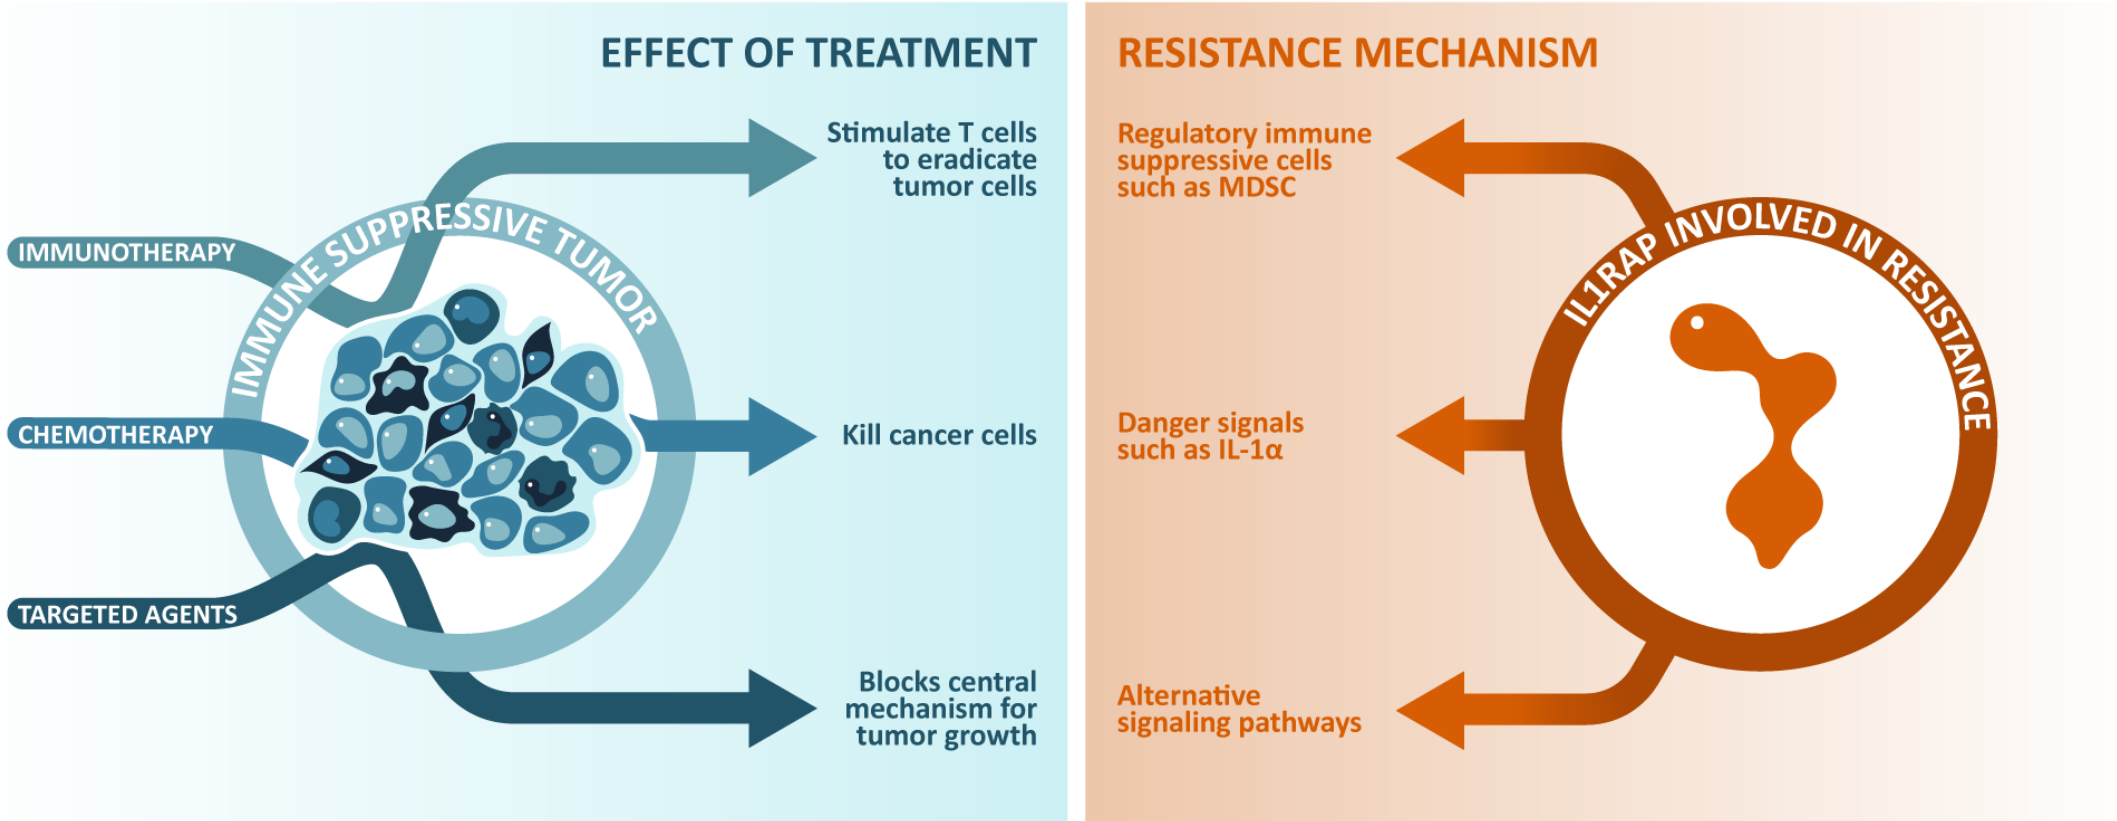 EFFECT OF TREATMENT
IMMUNOTHERAPY
CHEMOTHERAPY
TARGETED AGENTS
IMMUNE SUPPRESSIVE TUMOR
Stimulate T cells
to eradicate
tumor cells
Kill cancer cells
Blocks central
mechanism for
tumor growth
RESISTANCE MECHANISM
Regulatory immune
suppressive cells
such as MDSC
Danger signals
such as IL-1α
Alternative
signaling pathways
IL1RAP INVOLVED IN RESISTANCE